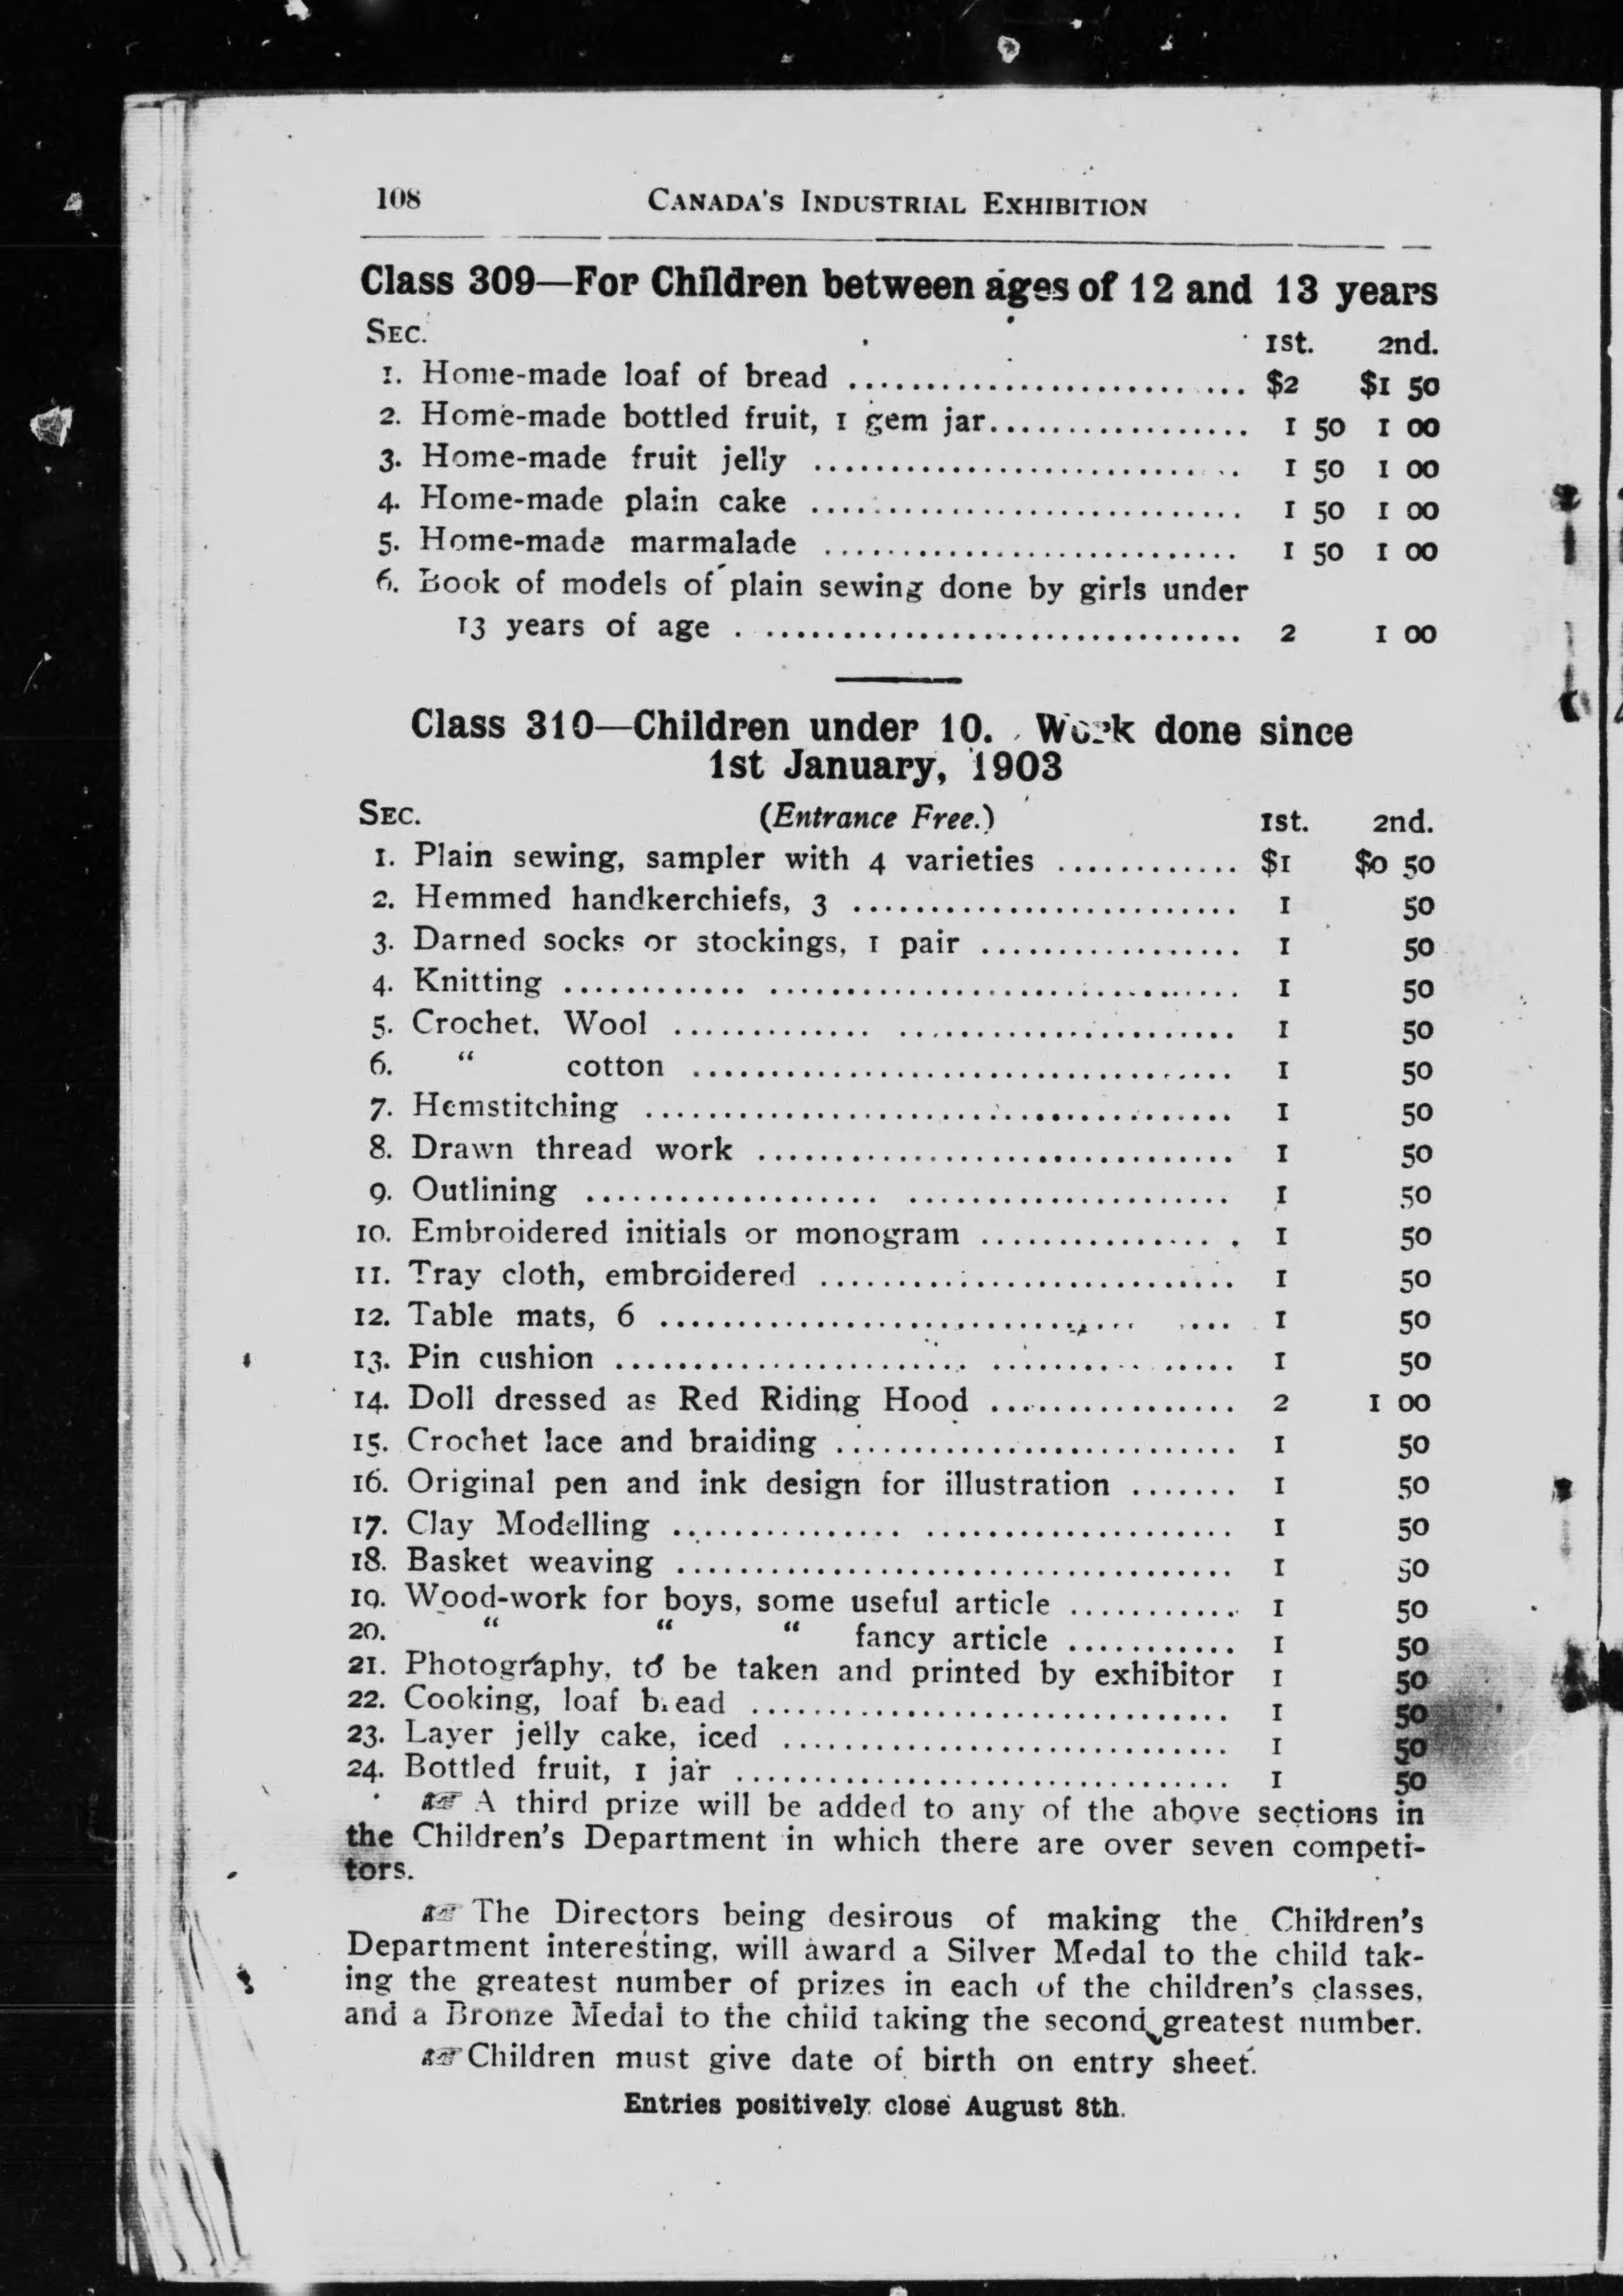 108 CANADA'S INDUSTRIAL EXHIBITION
Class 309—For Children between ages of 12 and 13 years
SEC. 1st. 2nd.
1. Home-made loaf of bread .......................... $2 $1 50
2. Home-made bottled fruit, 1 gem jar................. 1 50 1 00
3. Home-made fruit jelly ............................ 1 50 1 00
4. Home-made plain cake ............................ 1 50 1 00
5. Home-made marmalade ........................... 1 50 1 00
6. Book of models of plain sewing done by girls under
13 years of age . ............................... 2 1 00
Class 310—Children under 10. Work done since
1st January, 1903
SEC. (Entrance Free.) 1st. 2nd.
1. Plain sewing, sampler with 4 varieties ............ $1 $0 50
2. Hemmed handkerchiefs, 3 ......................... 1 50
3. Darned socks or stockings, 1 pair ................. 1 50
4. Knitting ............ .............................. 1 50
5. Crochet. Wool ............. ...................... 1 50
6. “ cotton ................................... 1 50
7. Hemstitching ...................................... 1 50
8. Drawn thread work ............................... 1 50
9. Outlining ................... ..................... 1 50
10. Embroidered initials or monogram ............... . 1 50
11. Tray cloth, embroidered ........................... 1 50
12. Table mats, 6 ............................... .... 1 50
13. Pin cushion ....................... ................ 1 50
14. Doll dressed as Red Riding Hood ................ 2 1 00
15. Crochet lace and braiding .......................... 1 50
16. Original pen and ink design for illustration ....... 1 50
17. Clay Modelling ............... .................... 1 50
18. Basket weaving .................................... 1 50
19. Wood-work for boys, some useful article ........... 1 50
20. “ “ “ fancy article ........... 1 50
21. Photography, to be taken and printed by exhibitor 1 50
22. Cooking, loaf bread ............................... 1 50
23. Layer jelly cake, iced ............................. 1 50
24. Bottled fruit, 1 jar ................................ 1 50
☞ A third prize will be added to any of the above sections in
the Children's Department in which there are over seven competi-
tors.
☞ The Directors being desirous of making the Children's
Department interesting, will award a Silver Medal to the child tak-
ing the greatest number of prizes in each of the children's classes,
and a Bronze Medal to the child taking the second greatest number.
☞ Children must give date of birth on entry sheet.
Entries positively close August 8th.